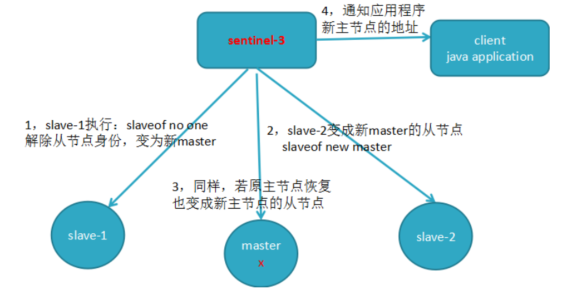 4，通知应用程序
新主节点的地址
sentinel-3
client
java application
1，slave-1执行：slaveof no one
解除从节点身份，变为新master
2，slave-2变成新master的从节点
slaveof new master
3，同样，若原主节点恢复
也变成新主节点的从节点
slave-1
master
x
slave-2